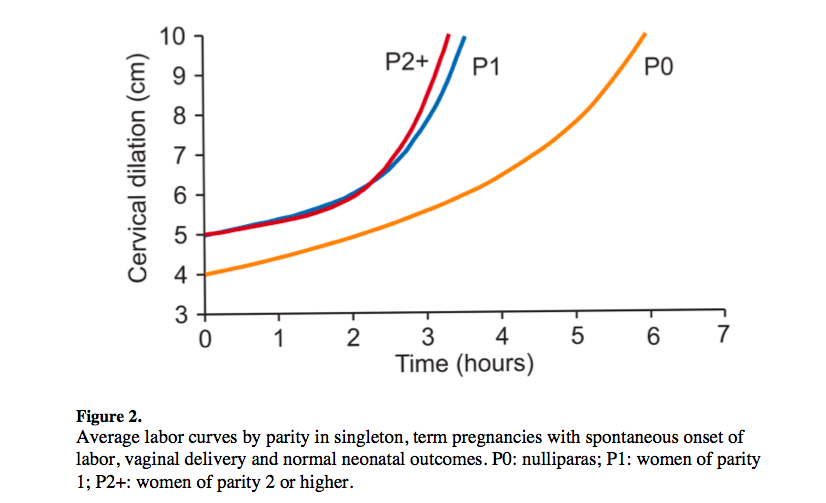 10
9
8
7
6
5
4
3
Cervical dilation (cm)
P2+
P1
P0
0 1 2 3 4 5 6 7
Time (hours)
Figure 2.
Average labor curves by parity in singleton, term pregnancies with spontaneous onset of
labor, vaginal delivery and normal neonatal outcomes. P0: nulliparas; P1: women of parity
1; P2+: women of parity 2 or higher.